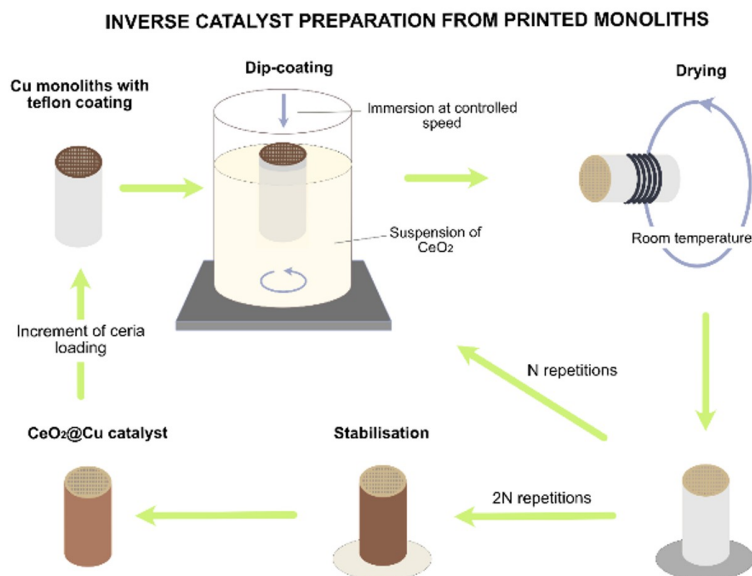 INVERSE CATALYST PREPARATION FROM PRINTED MONOLITHS
Cu monoliths with
teflon coating
Dip-coating
Drying
Immersion at controlled
speed
Suspension of
CeO₂
Room temperature
Increment of ceria
loading
N repetitions
CeO₂@Cu catalyst
Stabilisation
2N repetitions